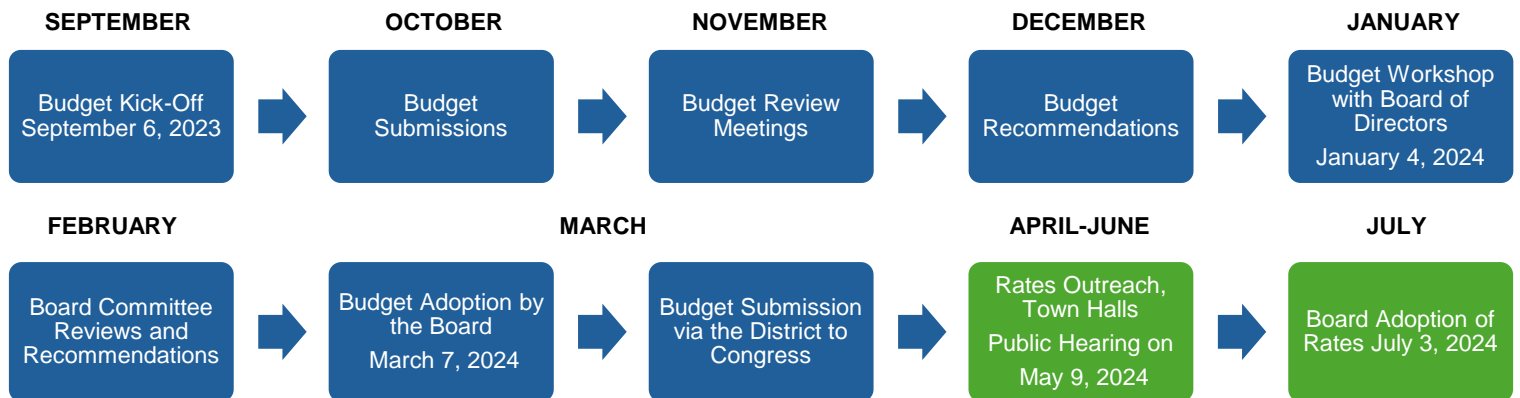 SEPTEMBER
OCTOBER
NOVEMBER
DECEMBER
JANUARY
Budget Kick-Off
September 6, 2023
Budget
Submissions
Budget Review
Meetings
Budget
Recommendations
Budget Workshop
with Board of
Directors
January 4, 2024
FEBRUARY
MARCH
APRIL-JUNE
JULY
Board Committee
Reviews and
Recommendations
Budget Adoption by
the Board
March 7, 2024
Budget Submission
via the District to
Congress
Rates Outreach,
Town Halls
Public Hearing on
May 9, 2024
Board Adoption of
Rates July 3, 2024